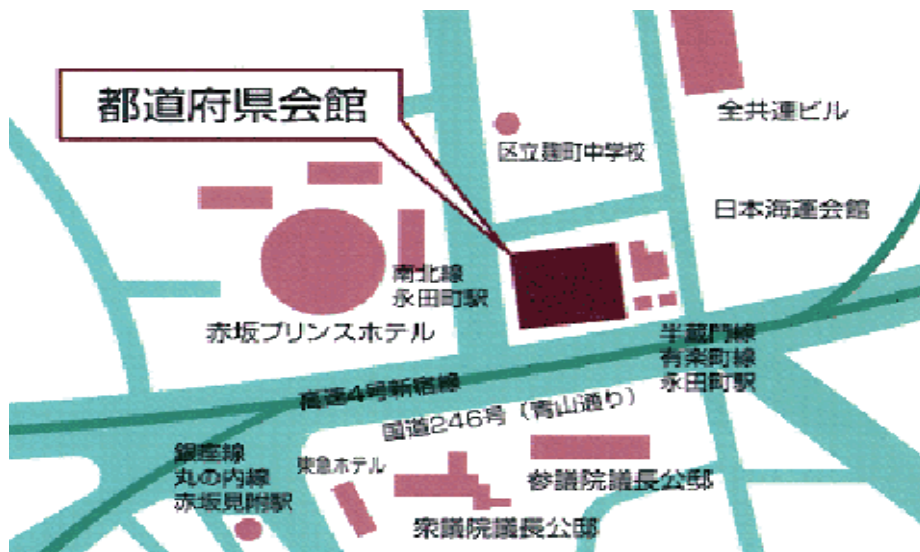 都道府県会館
全共連ビル
区立麹町中学校
日本海運会館
南北線
永田町駅
赤坂プリンスホテル
半蔵門線
有楽町線
永田町駅
高速4号新宿線
国道246号（青山通り）
銀座線
丸の内線
赤坂見附駅
東急ホテル
参議院議長公邸
衆議院議長公邸